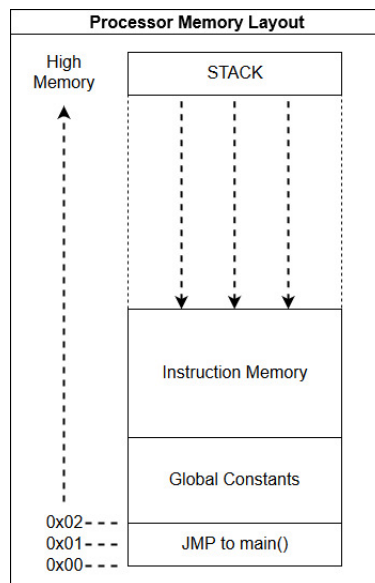 Processor Memory Layout
High
Memory
STACK
Instruction Memory
Global Constants
0x02
0x01
JMP to main()
0x00